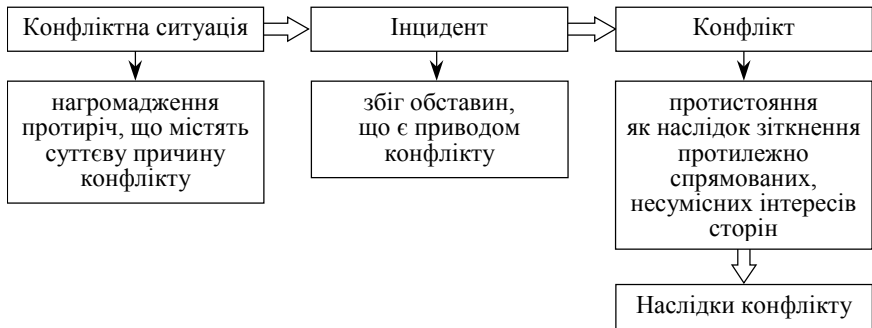 Конфліктна ситуація
Інцидент
Конфлікт
нагромадження
протиріч, що містять
суттєву причину
конфлікту
збіг обставин,
що є приводом
конфлікту
протистояння
як наслідок зіткнення
протилежно
спрямованих,
несумісних інтересів
сторін
Наслідки конфлікту